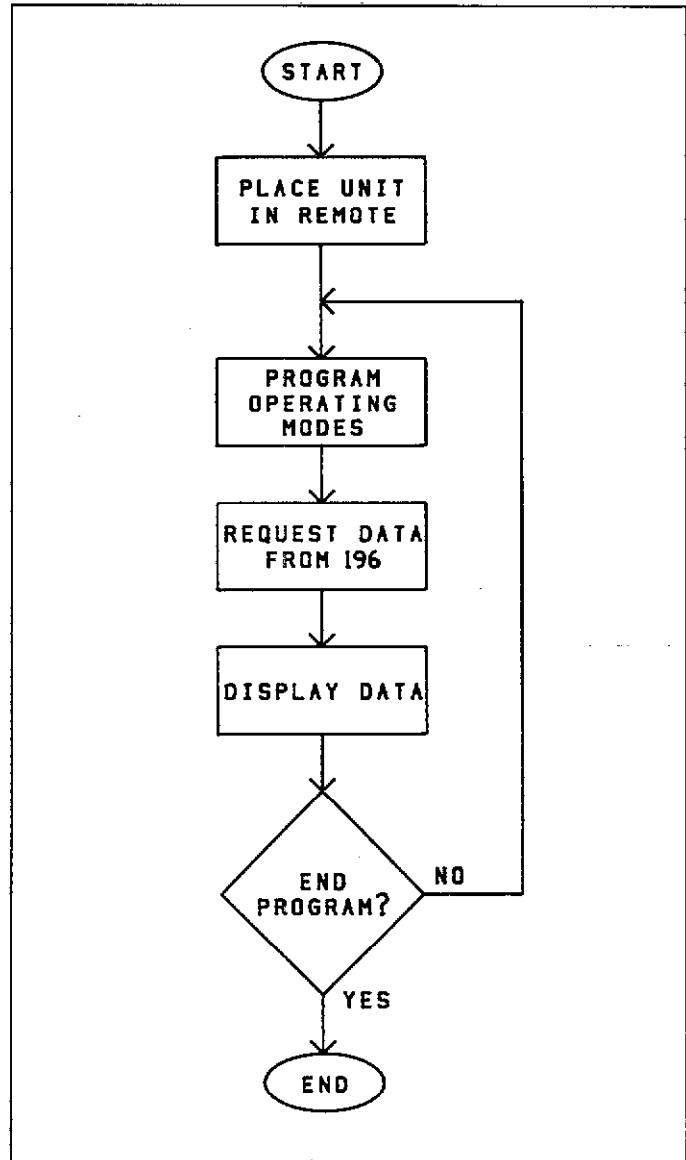 START
PLACE UNIT
IN REMOTE
PROGRAM
OPERATING
MODES
REQUEST DATA
FROM 196
DISPLAY DATA
END
PROGRAM?
NO
YES
END